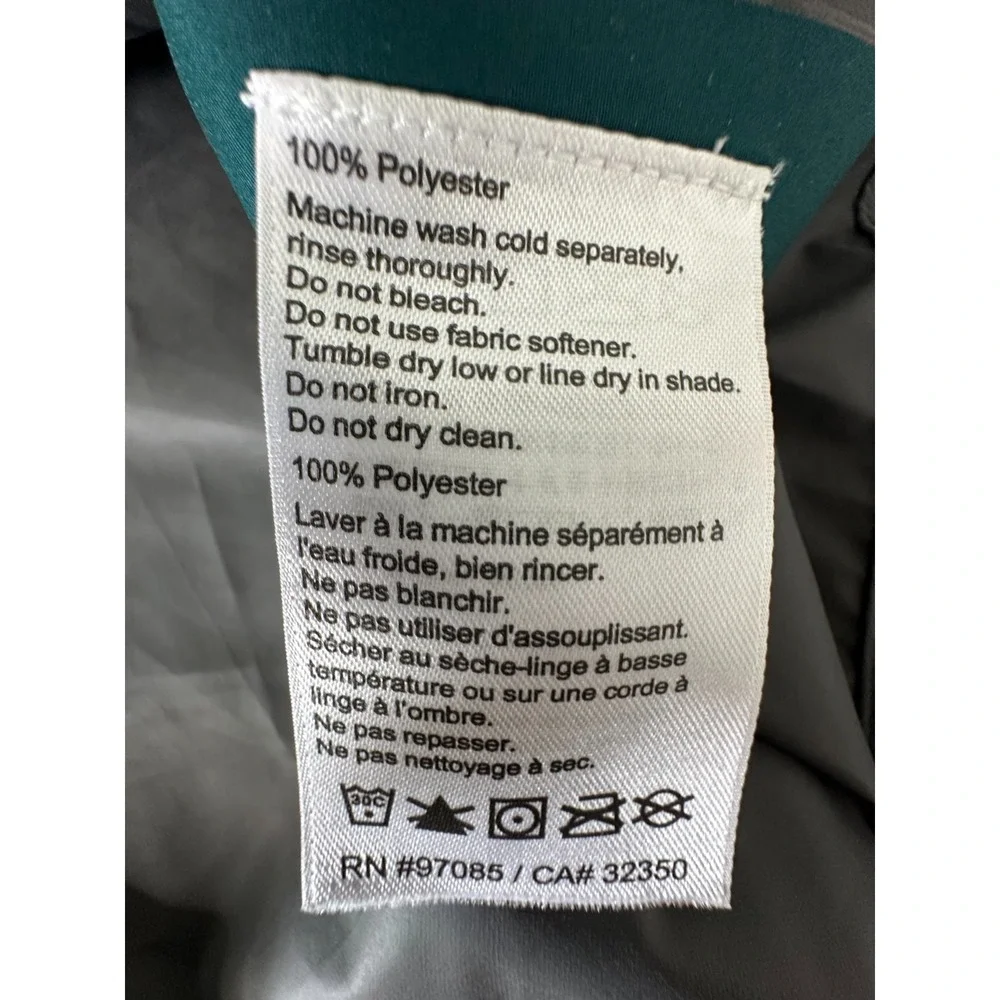 100% Polyester
Machine wash cold separately,
rinse thoroughly.
Do not bleach.
Do not use fabric softener.
Tumble dry low or line dry in shade.
Do not iron.
Do not dry clean.
100% Polyester
Laver à la machine séparément à
l'eau froide, bien rincer.
Ne pas blanchir.
Ne pas utiliser d'assouplissant.
Sécher au sèche-linge à basse
température ou sur une corde à
linge à l'ombre.
Ne pas repasser.
Ne pas nettoyage à sec.
30C
RN #97085 / CA# 32350